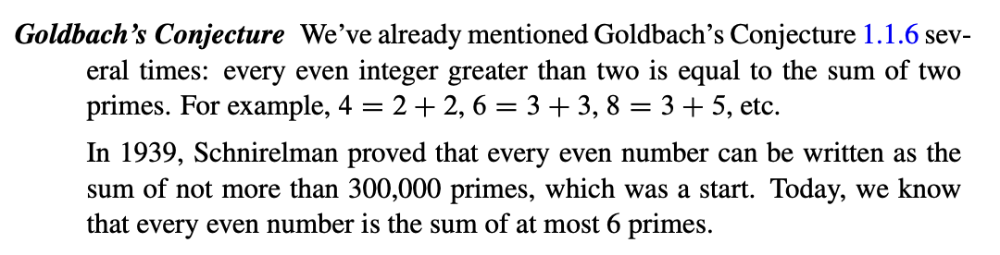 Goldbach's Conjecture We've already mentioned Goldbach's Conjecture 1.1.6 sev-
eral times: every even integer greater than two is equal to the sum of two
primes. For example, 4 = 2 + 2, 6 = 3 + 3, 8 = 3 + 5, etc.
In 1939, Schnirelman proved that every even number can be written as the
sum of not more than 300,000 primes, which was a start. Today, we know
that every even number is the sum of at most 6 primes.